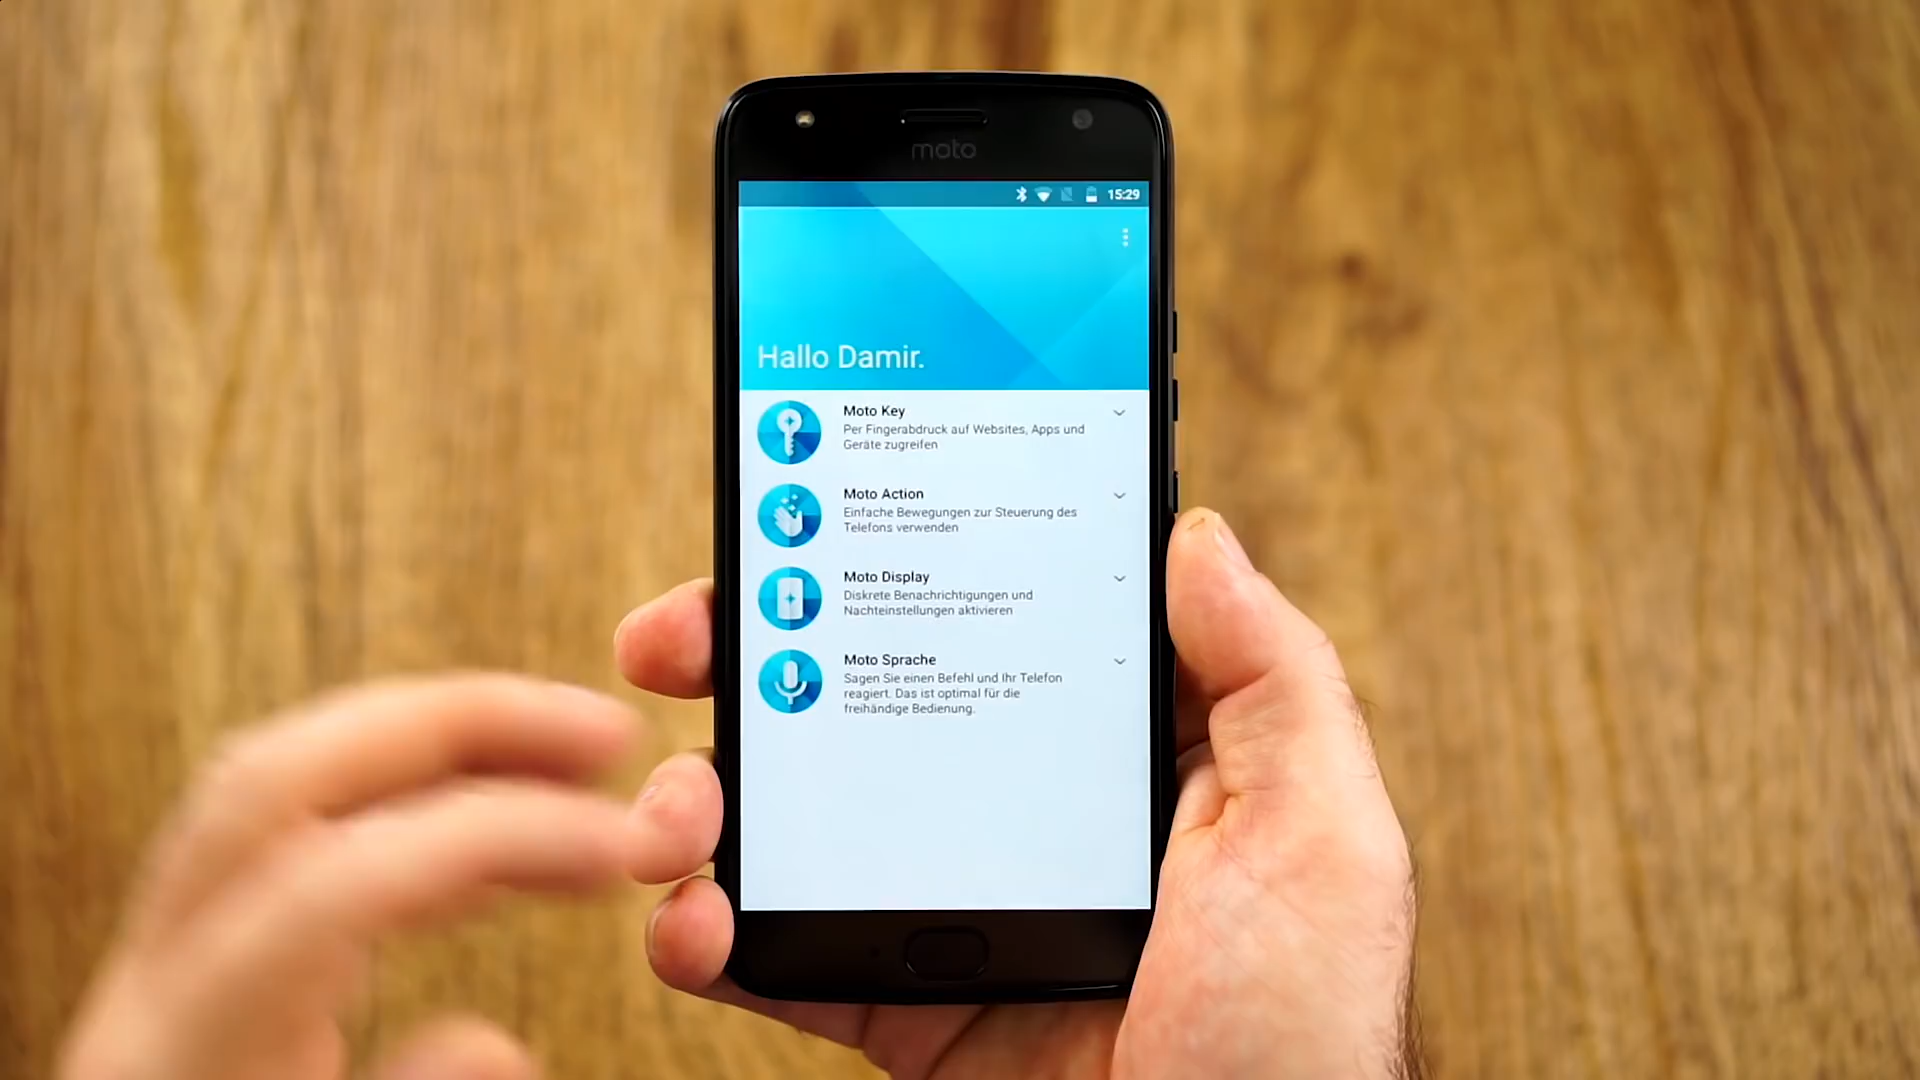 moto
15:29
Hallo Damir.
Moto Key
Per Fingerabdruck auf Websites, Apps und
Geräte zugreifen
Moto Action
Einfache Bewegungen zur Steuerung des
Telefons verwenden
Moto Display
Diskrete Benachrichtigungen und
Nachteinstellungen aktivieren
Moto Sprache
Sagen Sie einen Befehl und Ihr Telefon
reagiert. Das ist optimal für die
freihändige Bedienung.